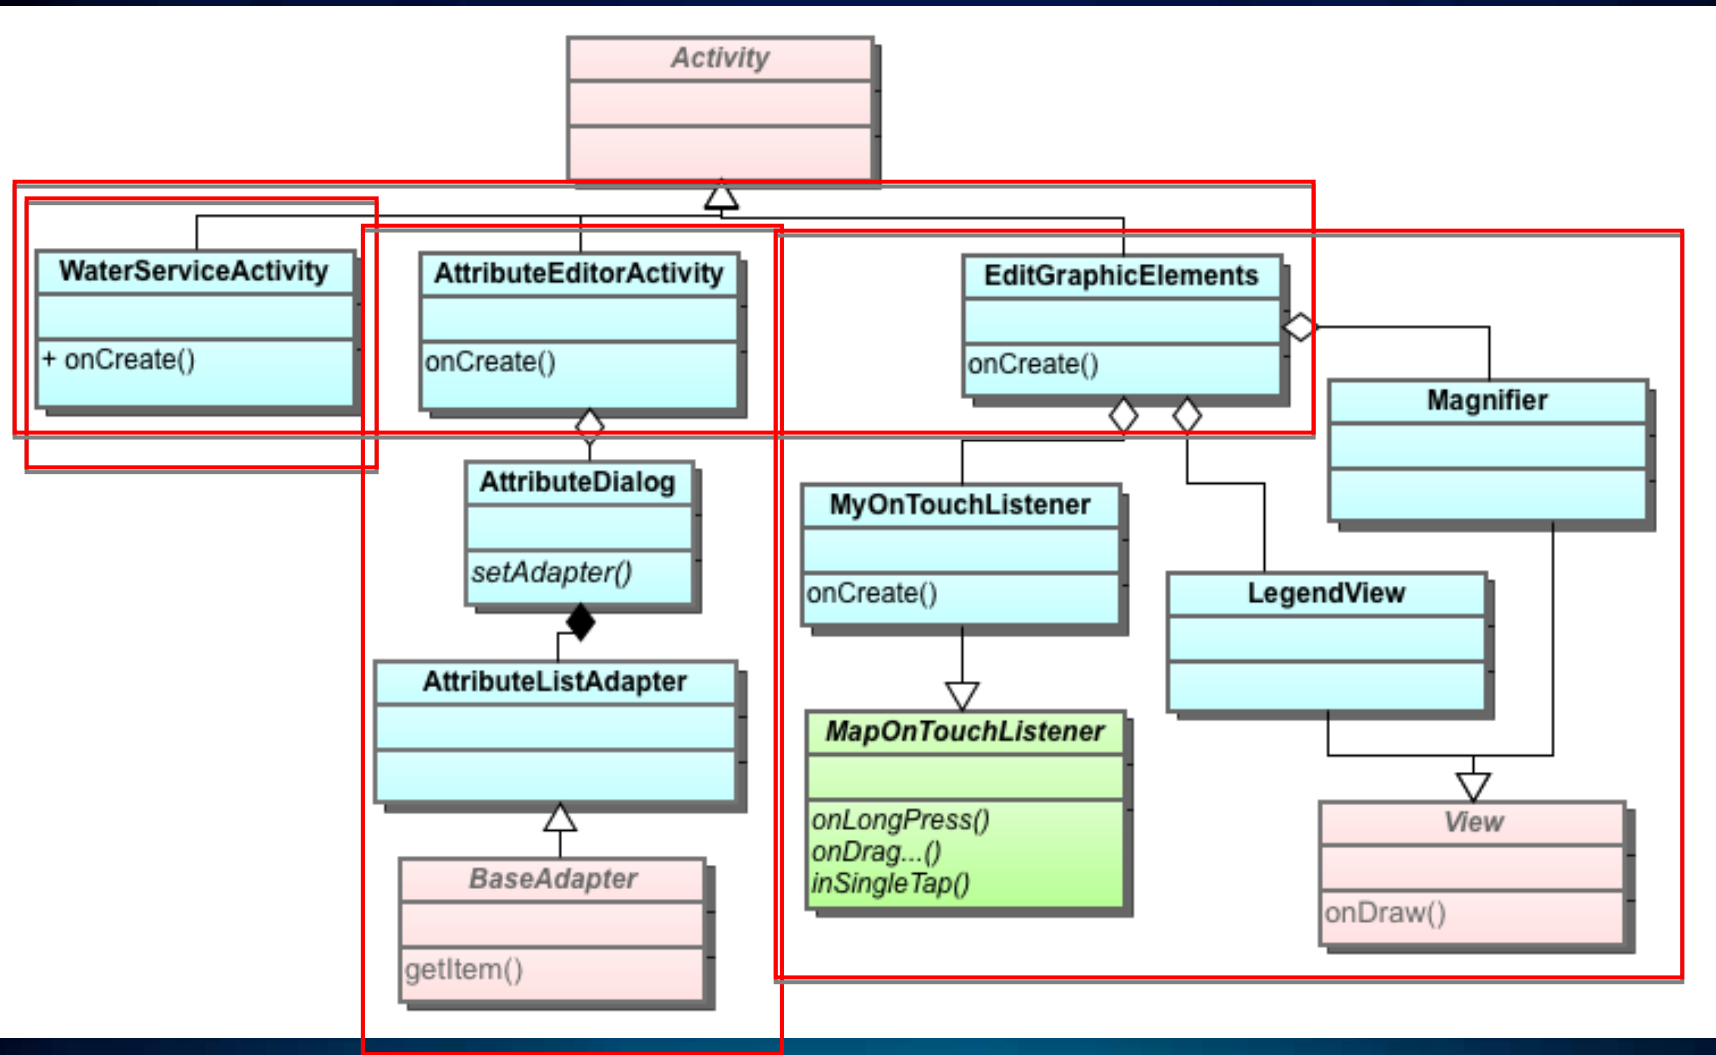 Activity
WaterServiceActivity
+ onCreate()
AttributeEditorActivity
onCreate()
EditGraphicElements
onCreate()
Magnifier
AttributeDialog
setAdapter()
MyOnTouchListener
onCreate()
LegendView
AttributeListAdapter
MapOnTouchListener
onLongPress()
onDrag...()
inSingleTap()
View
onDraw()
BaseAdapter
getItem()